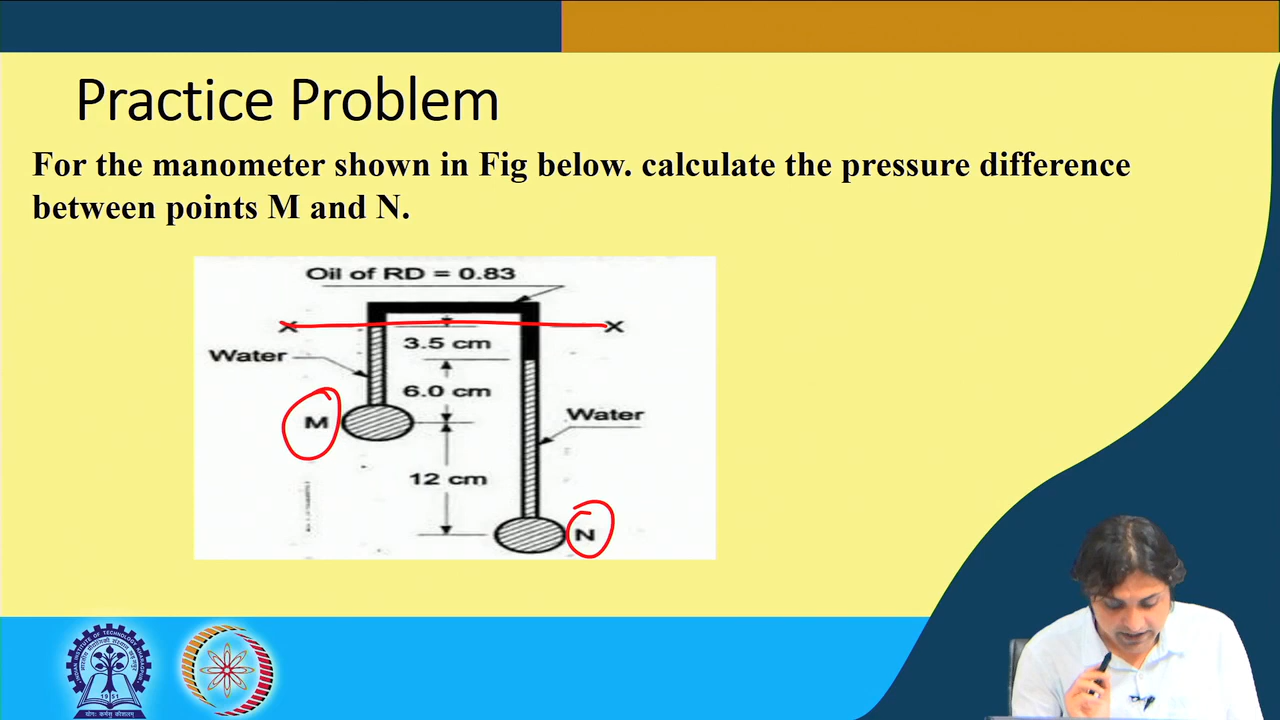 Practice Problem
For the manometer shown in Fig below. calculate the pressure difference
between points M and N.
Oil of RD = 0.83
x x
3.5 cm
Water
6.0 cm
M
Water
12 cm
N
1951